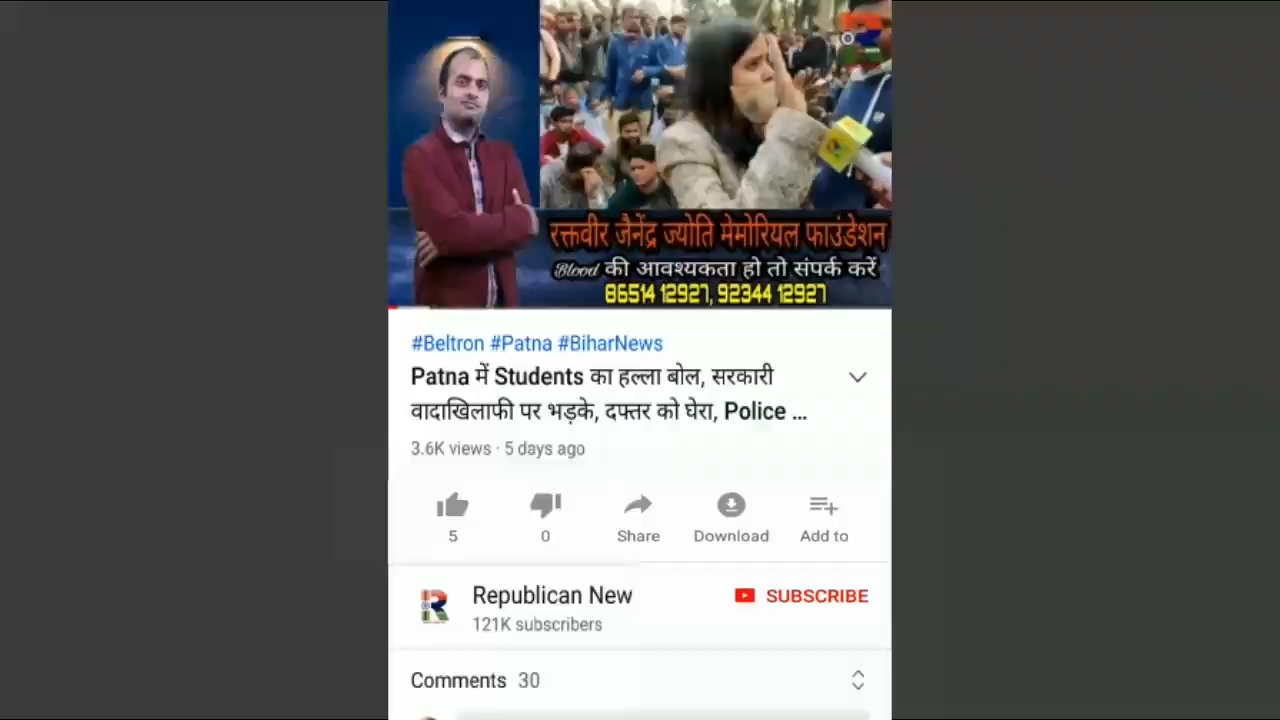 रक्तवीर जैनेंद्र ज्योति मेमोरियल फाउंडेशन
Blood की आवश्यकता हो तो संपर्क करें
86514 12927, 92344 12927
#Beltron #Patna #BiharNews
Patna में Students का हल्ला बोल, सरकारी
वादाखिलाफी पर भड़के, दफ्तर को घेरा, Police ...
3.6K views · 5 days ago
5 0 Share Download Add to
Republican New SUBSCRIBE
121K subscribers
Comments 30